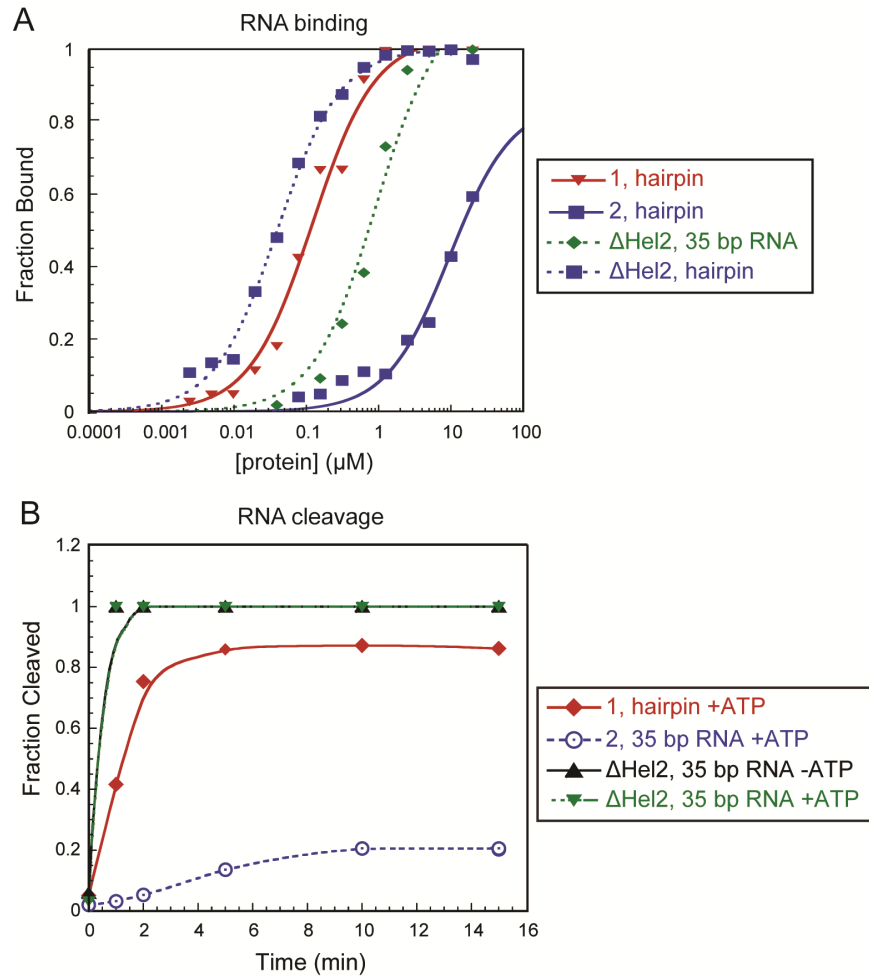 A
RNA binding
1
0.8
0.6
0.4
0.2
0
Fraction Bound
0.0001 0.001 0.01 0.1 1 10 100
[protein] (µM)
1, hairpin
2, hairpin
ΔHel2, 35 bp RNA
ΔHel2, hairpin
B
RNA cleavage
1.2
1
0.8
0.6
0.4
0.2
0
Fraction Cleaved
0 2 4 6 8 10 12 14 16
Time (min)
1, hairpin +ATP
2, 35 bp RNA +ATP
ΔHel2, 35 bp RNA -ATP
ΔHel2, 35 bp RNA +ATP